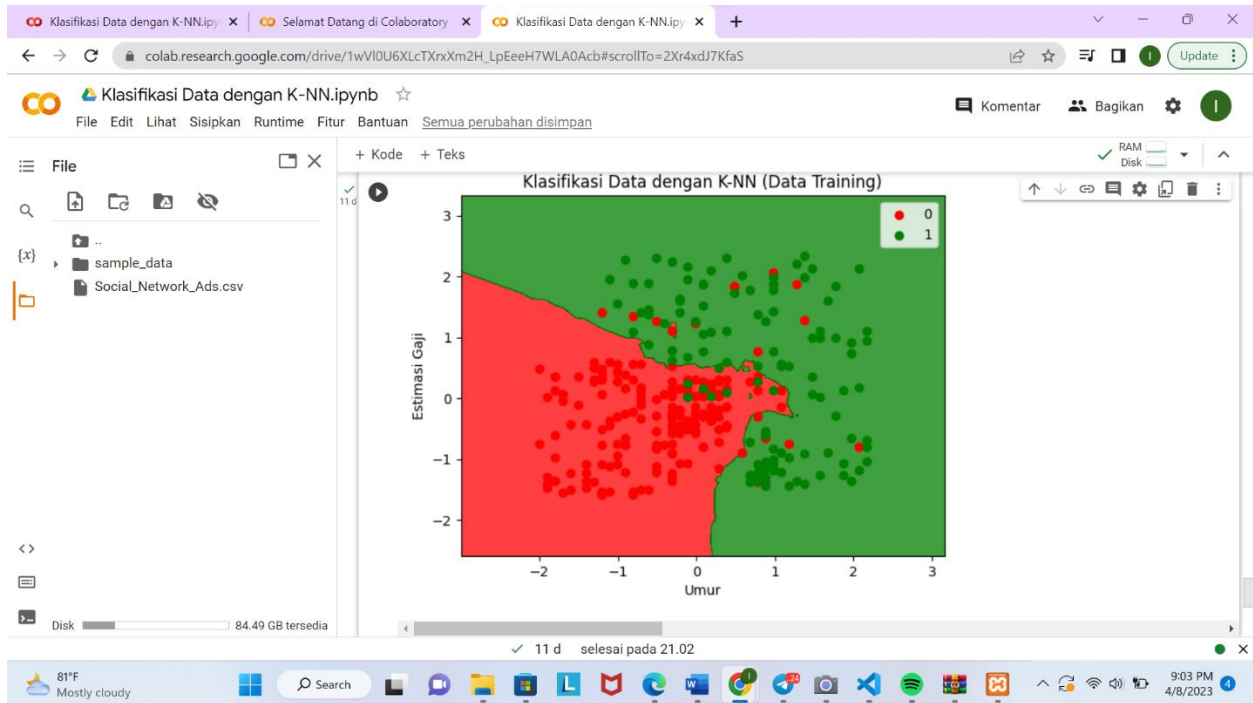 Klasifikasi Data dengan K-NN.ipy
Selamat Datang di Colaboratory
Klasifikasi Data dengan K-NN.ipy
colab.research.google.com/drive/1wVl0U6XLcTXrxXm2H_LpEeeH7WLA0Acb#scrollTo=2Xr4xdJ7KfaS
I
Update
CO
Klasifikasi Data dengan K-NN.ipynb
Komentar
Bagikan
I
File Edit Lihat Sisipkan Runtime Fitur Bantuan Semua perubahan disimpan
File
+ Kode + Teks
RAM
Disk
11 d
{x}
..
sample_data
Social_Network_Ads.csv
Klasifikasi Data dengan K-NN (Data Training)
0
1
3
2
1
0
−1
−2
Estimasi Gaji
−2 −1 0 1 2 3
Umur
Disk 84.49 GB tersedia
11 d selesai pada 21.02
81°F
Mostly cloudy
Search
24
9:03 PM
4/8/2023
4